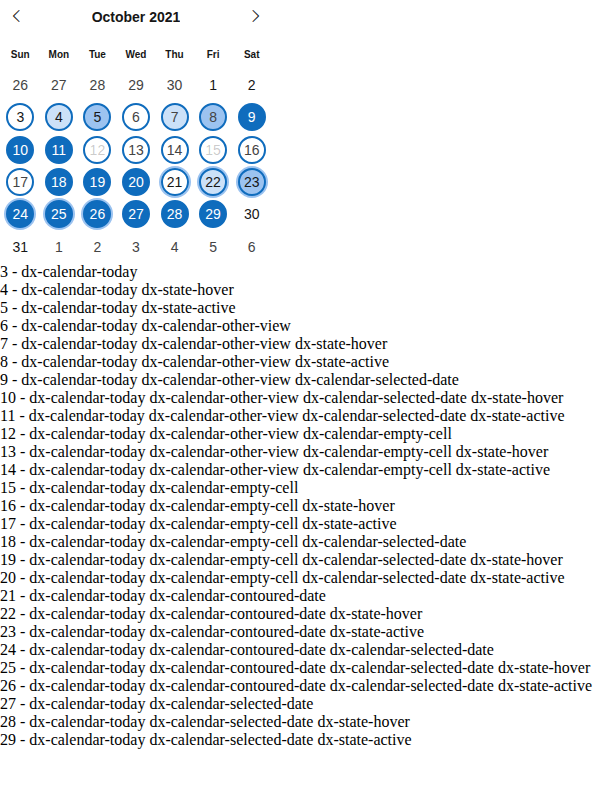 October 2021
Sun Mon Tue Wed Thu Fri Sat
26 27 28 29 30 1 2
3 4 5 6 7 8 9
10 11 12 13 14 15 16
17 18 19 20 21 22 23
24 25 26 27 28 29 30
31 1 2 3 4 5 6
3 - dx-calendar-today
4 - dx-calendar-today dx-state-hover
5 - dx-calendar-today dx-state-active
6 - dx-calendar-today dx-calendar-other-view
7 - dx-calendar-today dx-calendar-other-view dx-state-hover
8 - dx-calendar-today dx-calendar-other-view dx-state-active
9 - dx-calendar-today dx-calendar-other-view dx-calendar-selected-date
10 - dx-calendar-today dx-calendar-other-view dx-calendar-selected-date dx-state-hover
11 - dx-calendar-today dx-calendar-other-view dx-calendar-selected-date dx-state-active
12 - dx-calendar-today dx-calendar-other-view dx-calendar-empty-cell
13 - dx-calendar-today dx-calendar-other-view dx-calendar-empty-cell dx-state-hover
14 - dx-calendar-today dx-calendar-other-view dx-calendar-empty-cell dx-state-active
15 - dx-calendar-today dx-calendar-empty-cell
16 - dx-calendar-today dx-calendar-empty-cell dx-state-hover
17 - dx-calendar-today dx-calendar-empty-cell dx-state-active
18 - dx-calendar-today dx-calendar-empty-cell dx-calendar-selected-date
19 - dx-calendar-today dx-calendar-empty-cell dx-calendar-selected-date dx-state-hover
20 - dx-calendar-today dx-calendar-empty-cell dx-calendar-selected-date dx-state-active
21 - dx-calendar-today dx-calendar-contoured-date
22 - dx-calendar-today dx-calendar-contoured-date dx-state-hover
23 - dx-calendar-today dx-calendar-contoured-date dx-state-active
24 - dx-calendar-today dx-calendar-contoured-date dx-calendar-selected-date
25 - dx-calendar-today dx-calendar-contoured-date dx-calendar-selected-date dx-state-hover
26 - dx-calendar-today dx-calendar-contoured-date dx-calendar-selected-date dx-state-active
27 - dx-calendar-today dx-calendar-selected-date
28 - dx-calendar-today dx-calendar-selected-date dx-state-hover
29 - dx-calendar-today dx-calendar-selected-date dx-state-active